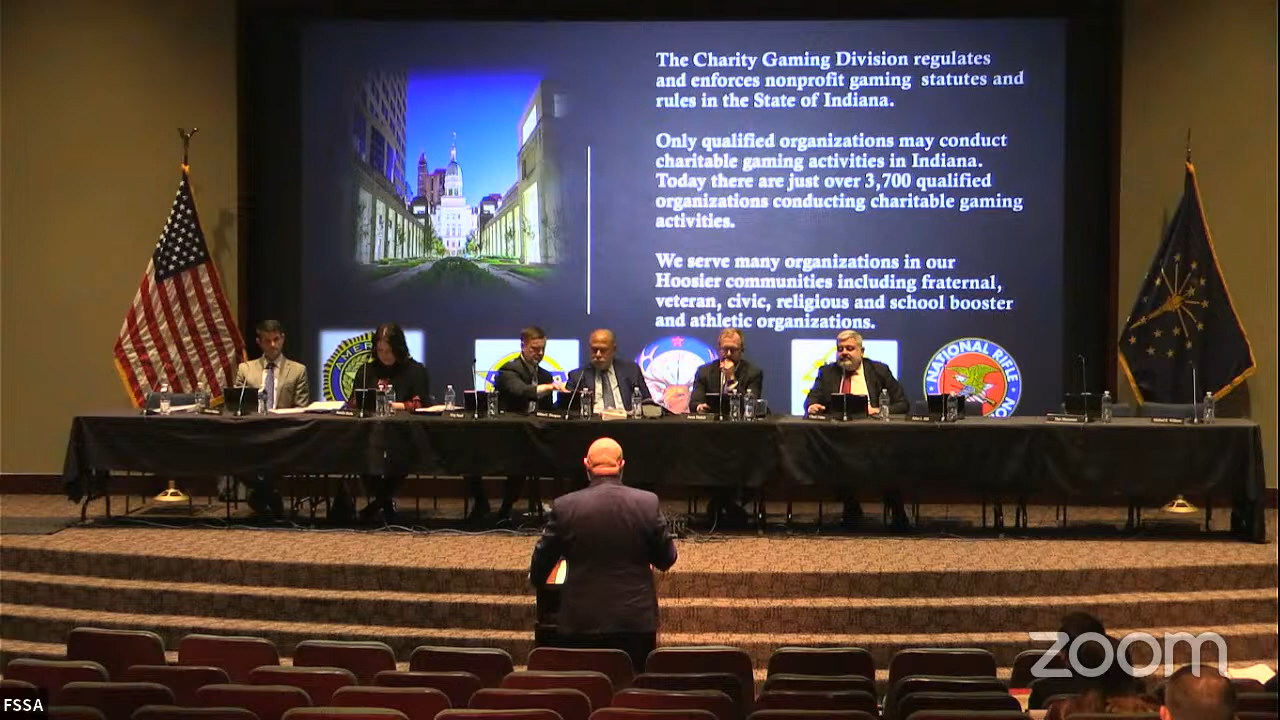 The Charity Gaming Division regulates
and enforces nonprofit gaming statutes and
rules in the State of Indiana.
Only qualified organizations may conduct
charitable gaming activities in Indiana.
Today there are just over 3,700 qualified
organizations conducting charitable gaming
activities.
We serve many organizations in our
Hoosier communities including fraternal,
veteran, civic, religious and school booster
and athletic organizations.
AMER
NATIONAL RIFLE
ON
zoom
FSSA